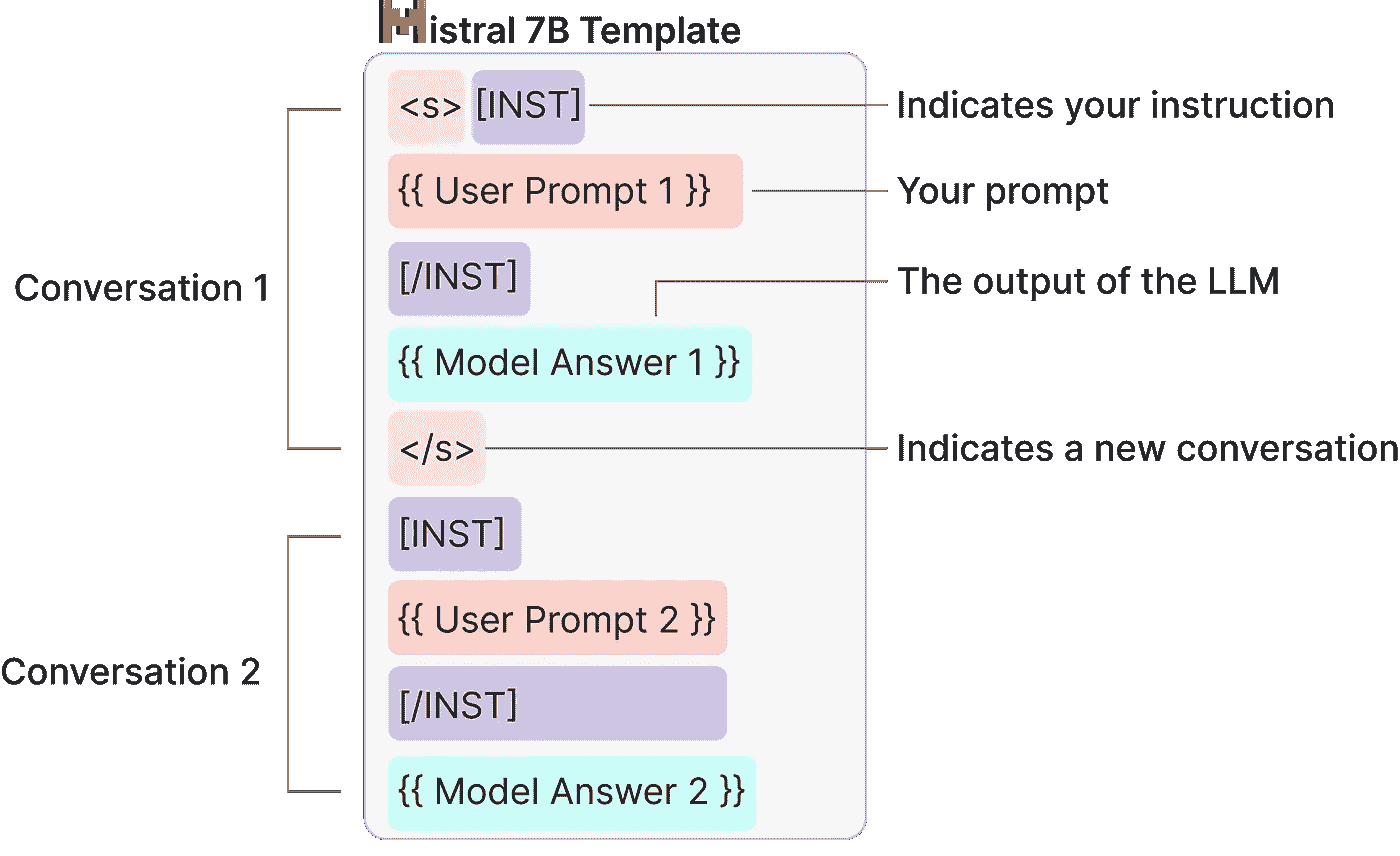 Mistral 7B Template
<s> [INST] Indicates your instruction
{{ User Prompt 1 }} Your prompt
[/INST] The output of the LLM
Conversation 1
{{ Model Answer 1 }}
</s> Indicates a new conversation
[INST]
{{ User Prompt 2 }}
Conversation 2
[/INST]
{{ Model Answer 2 }}